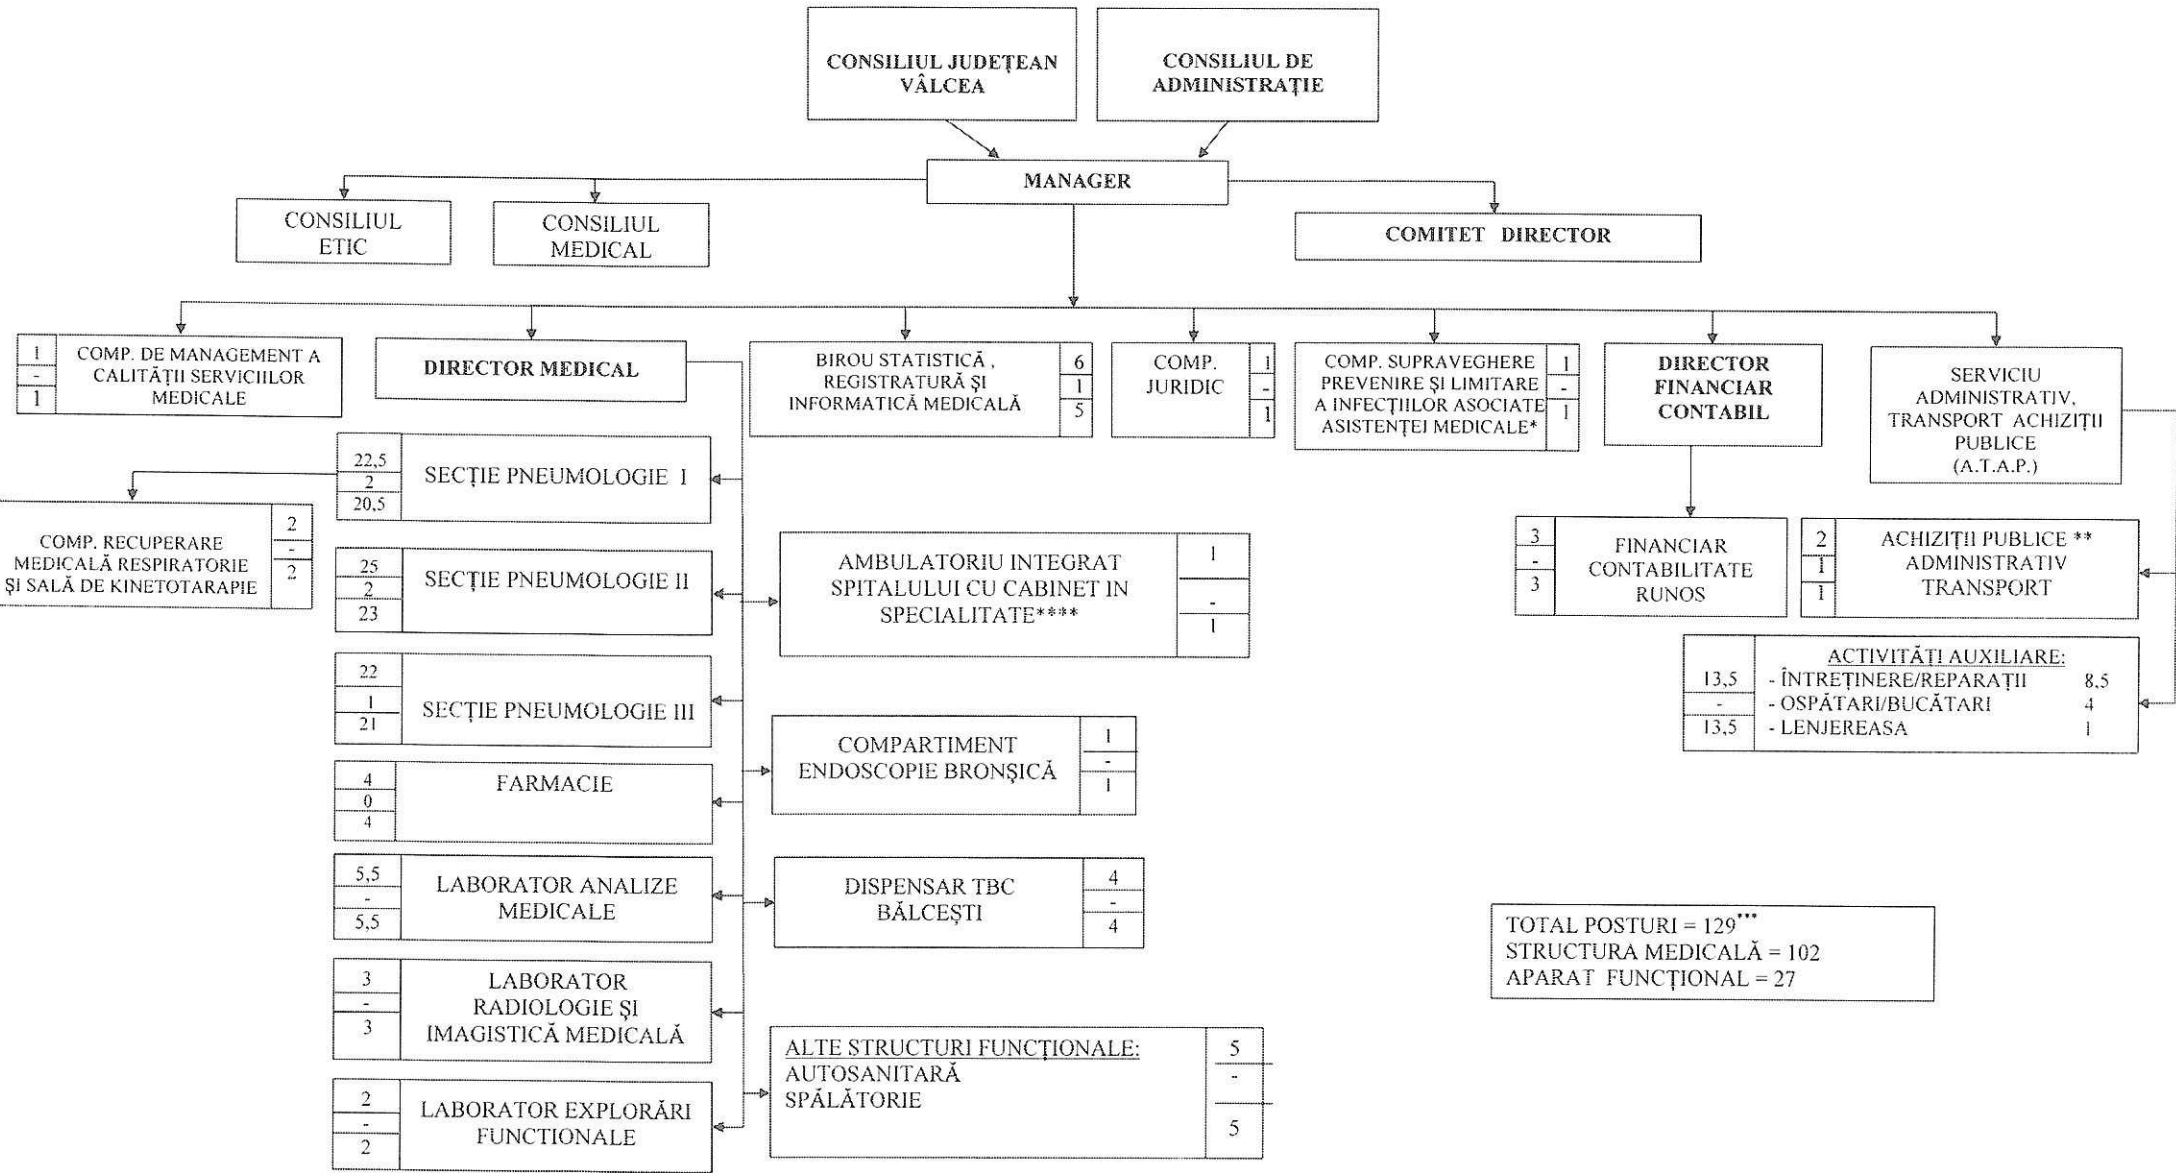 CONSILIUL JUDEȚEAN
VÂLCEA
CONSILIUL DE
ADMINISTRAȚIE
MANAGER
CONSILIUL
ETIC
CONSILIUL
MEDICAL
COMITET DIRECTOR
1
-
1
COMP. DE MANAGEMENT A
CALITĂȚII SERVICIILOR
MEDICALE
DIRECTOR MEDICAL
BIROU STATISTICĂ ,
REGISTRATURĂ ȘI
INFORMATICĂ MEDICALĂ
6
1
5
COMP.
JURIDIC
1
-
1
COMP. SUPRAVEGHERE
PREVENIRE ȘI LIMITARE
A INFECȚIILOR ASOCIATE
ASISTENȚEI MEDICALE*
1
-
1
DIRECTOR
FINANCIAR
CONTABIL
SERVICIU
ADMINISTRATIV,
TRANSPORT ACHIZIȚII
PUBLICE
(A.T.A.P.)
22,5
2
20,5
SECȚIE PNEUMOLOGIE I
COMP. RECUPERARE
MEDICALĂ RESPIRATORIE
ȘI SALĂ DE KINETOTARAPIE
2
-
2
25
2
23
SECȚIE PNEUMOLOGIE II
AMBULATORIU INTEGRAT
SPITALULUI CU CABINET IN
SPECIALITATE****
1
-
1
3
-
3
FINANCIAR
CONTABILITATE
RUNOS
2
1
1
ACHIZIȚII PUBLICE **
ADMINISTRATIV
TRANSPORT
22
1
21
SECȚIE PNEUMOLOGIE III
13,5
-
13,5
ACTIVITĂȚI AUXILIARE:
- ÎNTREȚINERE/REPARAȚII 8,5
- OSPĂTARI/BUCĂTARI 4
- LENJEREASA 1
COMPARTIMENT
ENDOSCOPIE BRONȘICĂ
1
-
1
4
0
4
FARMACIE
5,5
-
5,5
LABORATOR ANALIZE
MEDICALE
DISPENSAR TBC
BĂLCEȘTI
4
-
4
TOTAL POSTURI = 129***
STRUCTURA MEDICALĂ = 102
APARAT FUNCȚIONAL = 27
3
-
3
LABORATOR
RADIOLOGIE ȘI
IMAGISTICĂ MEDICALĂ
ALTE STRUCTURI FUNCȚIONALE:
AUTOSANITARĂ
SPĂLĂTORIE
5
-
5
2
-
2
LABORATOR EXPLORĂRI
FUNCTIONALE